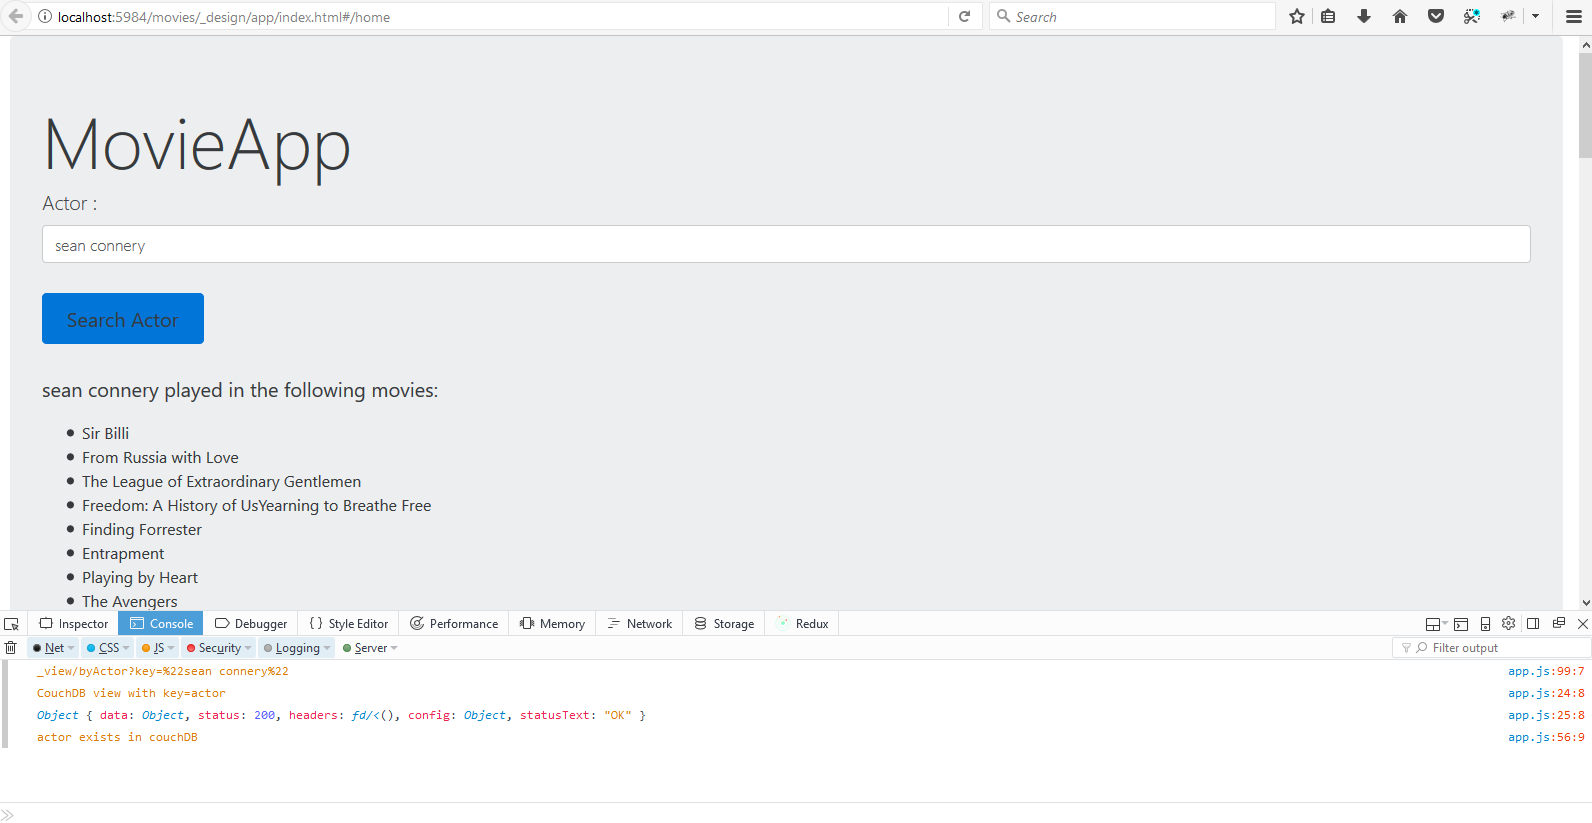 localhost:5984/movies/_design/app/index.html#/home
Search
MovieApp
Actor :
sean connery
Search Actor
sean connery played in the following movies:
Sir Billi
From Russia with Love
The League of Extraordinary Gentlemen
Freedom: A History of UsYearning to Breathe Free
Finding Forrester
Entrapment
Playing by Heart
The Avengers
Inspector Console Debugger { } Style Editor Performance Memory Network Storage Redux
Net CSS JS Security Logging Server Filter output
_view/byActor?key=%22sean connery%22 app.js:99:7
CouchDB view with key=actor app.js:24:8
Object { data: Object, status: 200, headers: fd/<(), config: Object, statusText: "OK" } app.js:25:8
actor exists in couchDB app.js:56:9